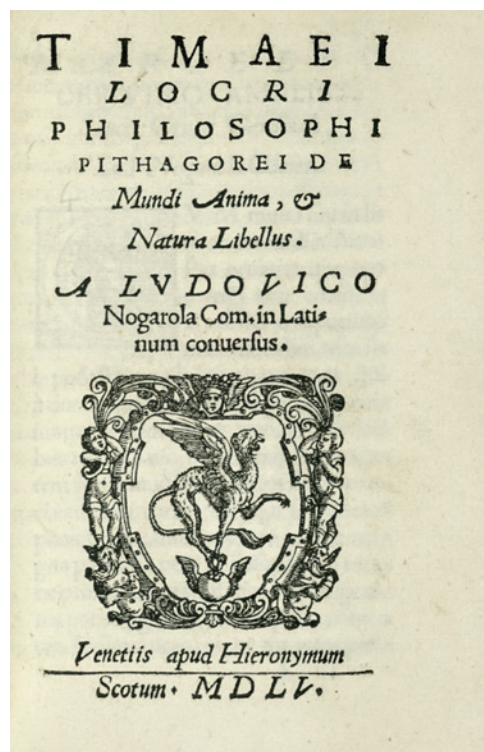 TIMAEI
LOCRI
PHILOSOPHI
PITHAGOREI DE
Mundi Anima, &
Natura Libellus.
A LVDOVICO
Nogarola Com. in Lati=
num conuersus.
Venetiis apud Hieronymum
Scotum. MDLV.